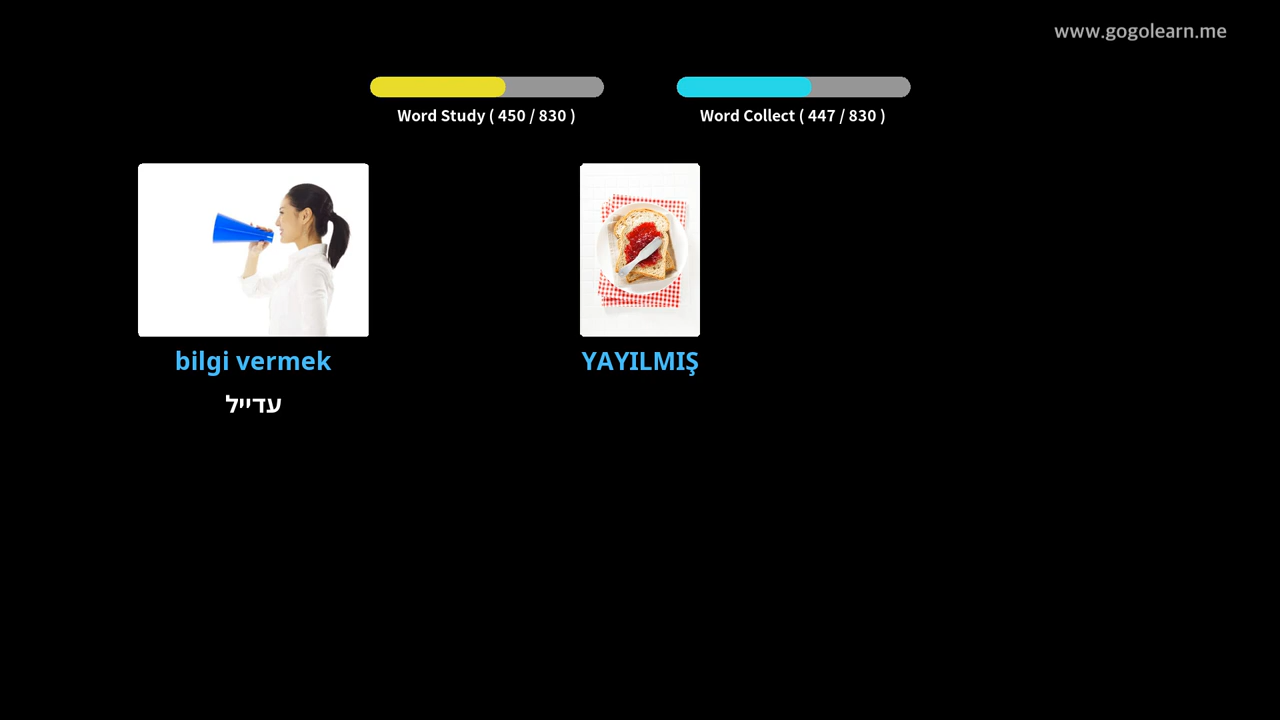 www.gogolearn.me
Word Study ( 450 / 830 )
Word Collect ( 447 / 830 )
bilgi vermek
YAYILMIŞ
עדייל